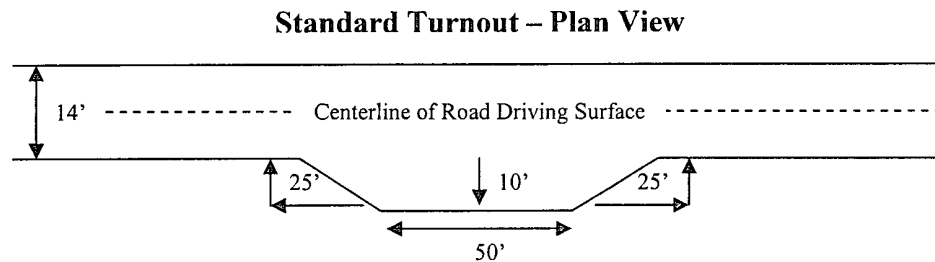 Standard Turnout – Plan View
14'
Centerline of Road Driving Surface
25'
10'
25'
50'